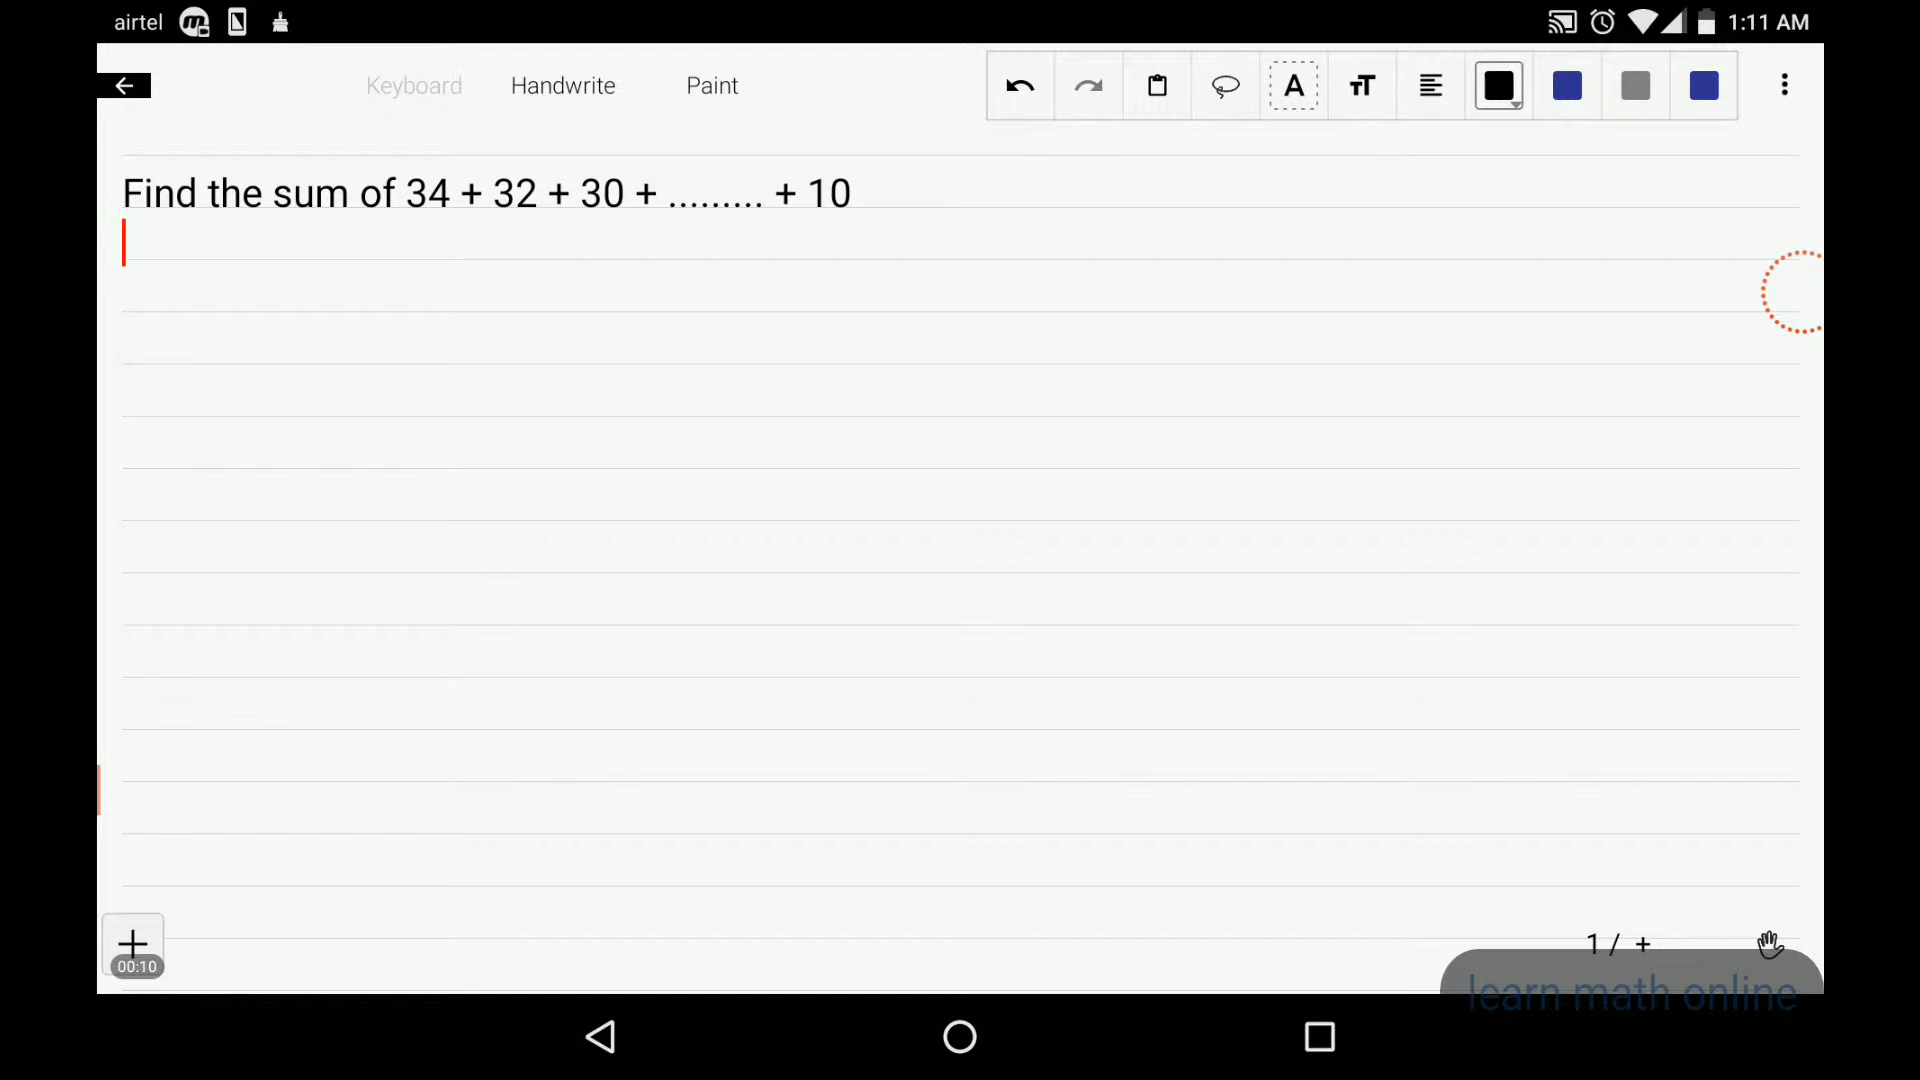 airtel 1:11 AM
Keyboard Handwrite Paint A TT
Find the sum of 34 + 32 + 30 + ......... + 10
1 / +
00:10
learn math online